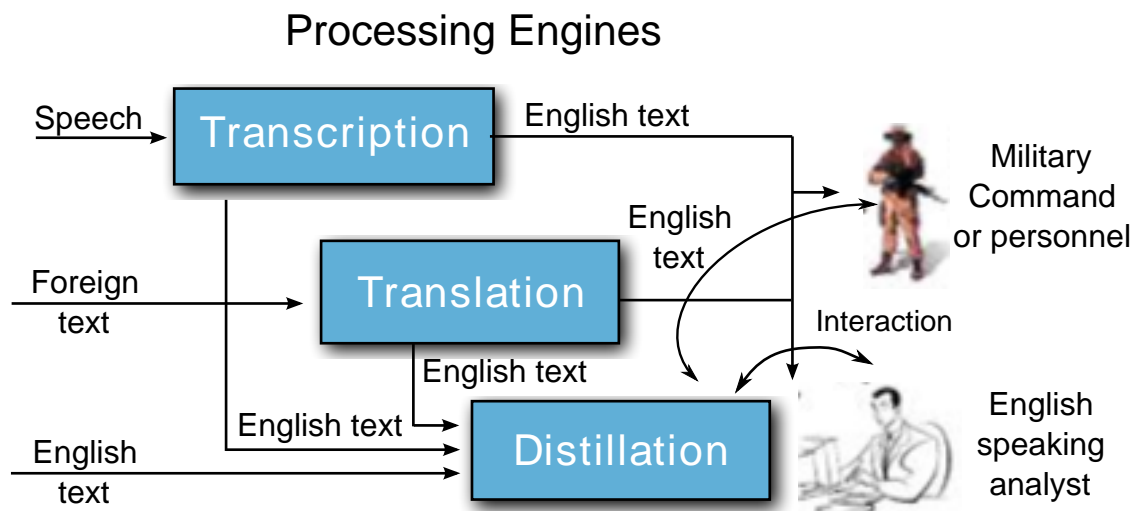 Processing Engines
Speech
Transcription
English text
Military
Command
or personnel
English
text
Foreign
text
Translation
Interaction
English text
English text
English
text
Distillation
English
speaking
analyst